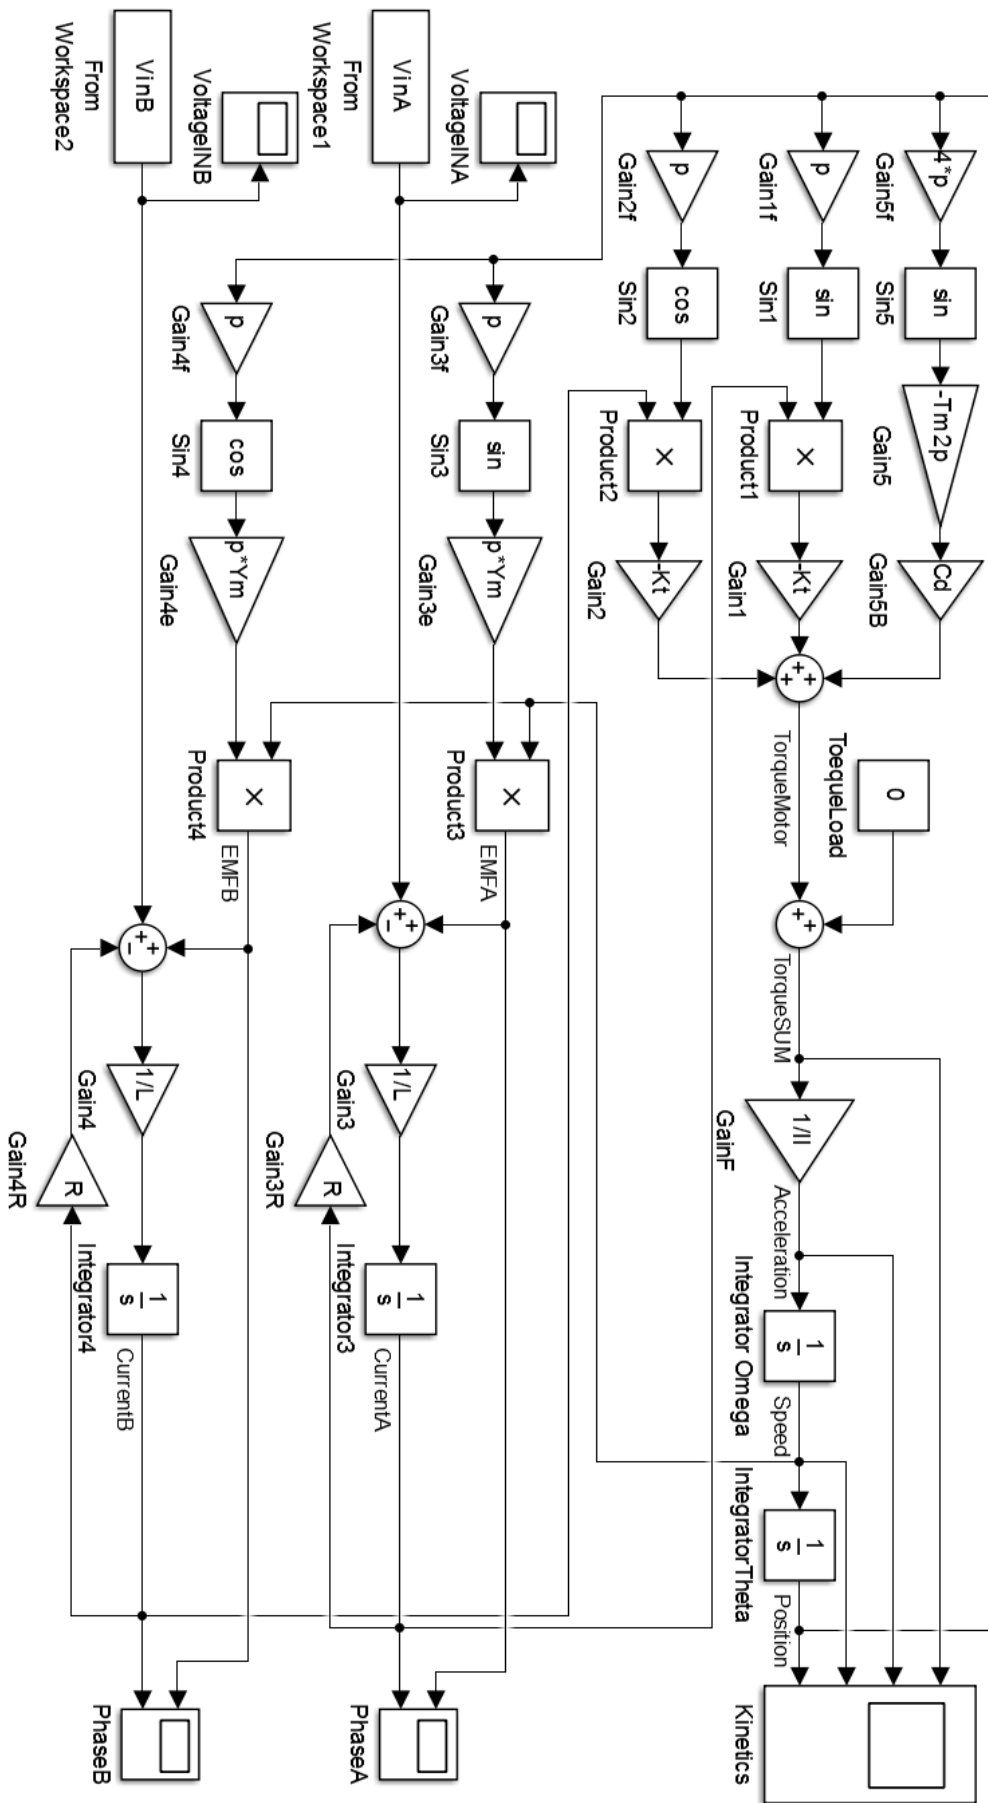 4*p
Gain5f
sin
Sin5
-Tm2p
Gain5
Cd
Gain5B
0
ToequeLoad
p
Gain1f
sin
Sin1
×
Product1
-Kt
Gain1
+
+
+
TorqueMotor
+
+
TorqueSUM
1/II
GainF
Acceleration
1
s
Integrator Omega
Speed
1
s
IntegratorTheta
Position
Kinetics
p
Gain2f
cos
Sin2
×
Product2
-Kt
Gain2
VoltageINA
VinA
From
Workspace1
p
Gain3f
sin
Sin3
p*Ym
Gain3e
×
Product3
EMFA
+
+
−
1/L
Gain3
R
Gain3R
1
s
Integrator3
CurrentA
PhaseA
VoltageINB
VinB
From
Workspace2
p
Gain4f
cos
Sin4
p*Ym
Gain4e
×
Product4
EMFB
+
+
−
1/L
Gain4
R
Gain4R
1
s
Integrator4
CurrentB
PhaseB